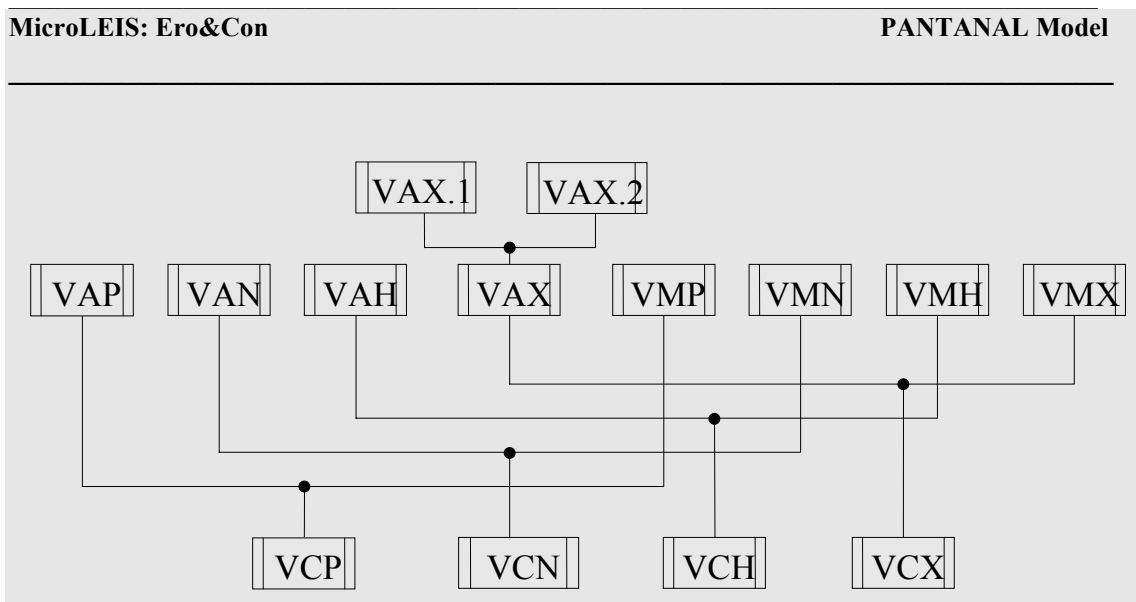 MicroLEIS: Ero&Con PANTANAL Model
VAX.1 VAX.2
VAP VAN VAH VAX VMP VMN VMH VMX
VCP VCN VCH VCX